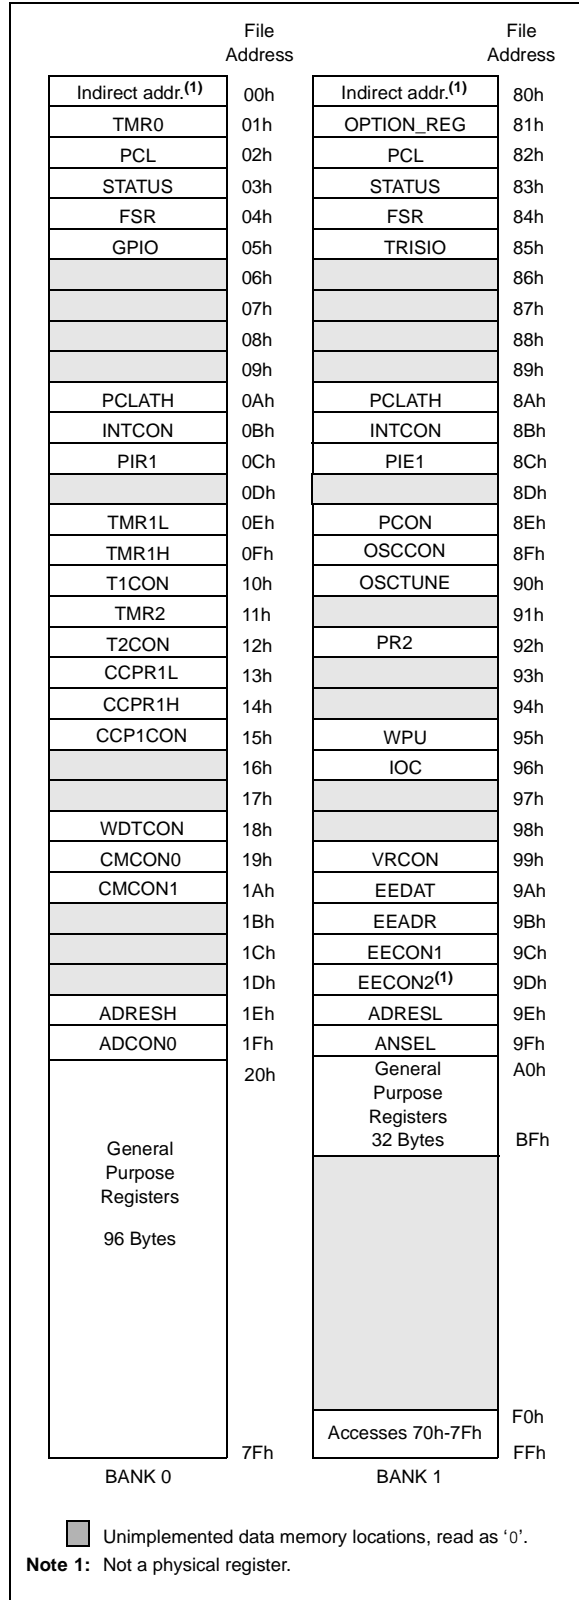 File Address File Address
Indirect addr.(1) 00h Indirect addr.(1) 80h
TMR0 01h OPTION_REG 81h
PCL 02h PCL 82h
STATUS 03h STATUS 83h
FSR 04h FSR 84h
GPIO 05h TRISIO 85h
06h 86h
07h 87h
08h 88h
09h 89h
PCLATH 0Ah PCLATH 8Ah
INTCON 0Bh INTCON 8Bh
PIR1 0Ch PIE1 8Ch
0Dh 8Dh
TMR1L 0Eh PCON 8Eh
TMR1H 0Fh OSCCON 8Fh
T1CON 10h OSCTUNE 90h
TMR2 11h 91h
T2CON 12h PR2 92h
CCPR1L 13h 93h
CCPR1H 14h 94h
CCP1CON 15h WPU 95h
16h IOC 96h
17h 97h
WDTCON 18h 98h
CMCON0 19h VRCON 99h
CMCON1 1Ah EEDAT 9Ah
1Bh EEADR 9Bh
1Ch EECON1 9Ch
1Dh EECON2(1) 9Dh
ADRESH 1Eh ADRESL 9Eh
ADCON0 1Fh ANSEL 9Fh
20h General A0h
Purpose
Registers
32 Bytes BFh
General
Purpose
Registers
96 Bytes
F0h
Accesses 70h-7Fh
7Fh FFh
BANK 0 BANK 1
Unimplemented data memory locations, read as ‘0’.
Note 1: Not a physical register.